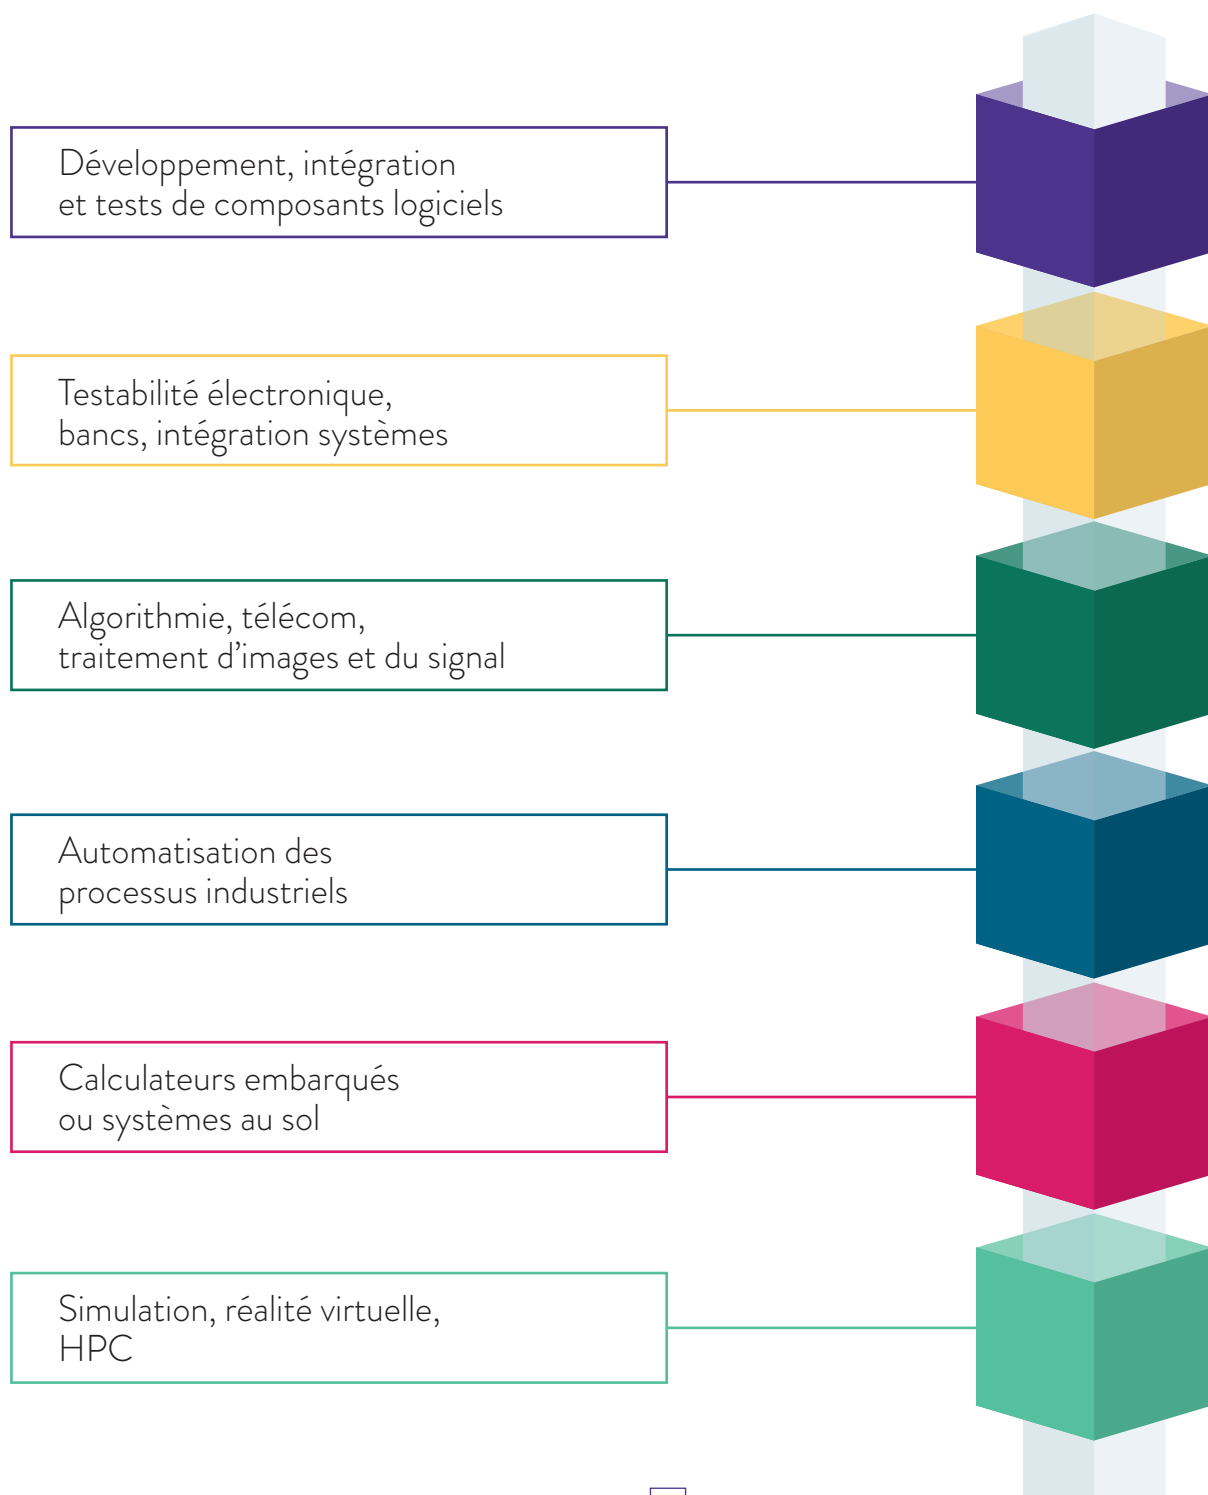 Développement, intégration
et tests de composants logiciels
Testabilité électronique,
bancs, intégration systèmes
Algorithmie, télécom,
traitement d’images et du signal
Automatisation des
processus industriels
Calculateurs embarqués
ou systèmes au sol
Simulation, réalité virtuelle,
HPC